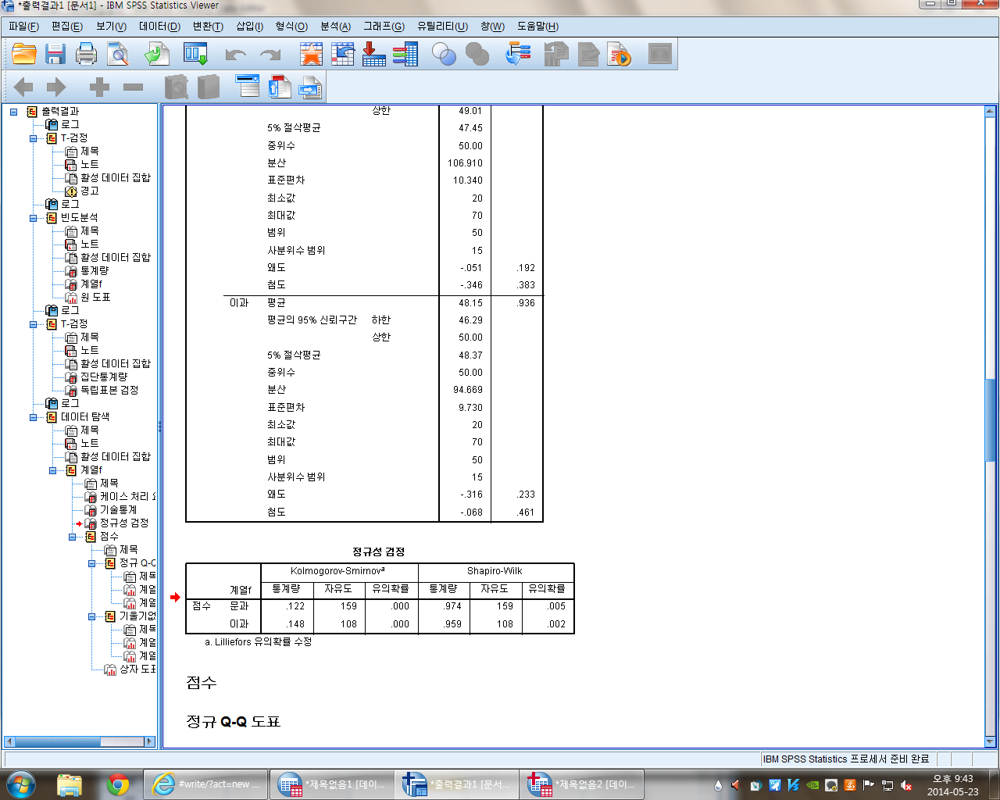 *출력결과1 [문서1] - IBM SPSS Statistics Viewer
파일(F) 편집(E) 보기(V) 데이터(D) 변환(T) 삽입(I) 형식(O) 분석(A) 그래프(G) 유틸리티(U) 창(W) 도움말(H)
출력결과
로그
T-검정
제목
노트
활성 데이터 집합
경고
로그
빈도분석
제목
노트
활성 데이터 집합
통계량
계열f
원 도표
로그
T-검정
제목
노트
활성 데이터 집합
집단통계량
독립표본 검정
로그
데이터 탐색
제목
노트
활성 데이터 집합
계열f
제목
케이스 처리
기술통계
정규성 검정
점수
제목
정규 Q-Q
제목
계열
계열
기울기없
제목
계열
계열
상자 도표
상한 49.01
5% 절삭평균 47.45
중위수 50.00
분산 106.910
표준편차 10.340
최소값 20
최대값 70
범위 50
사분위수 범위 15
왜도 -.051 .192
첨도 -.346 .383
이과 평균 48.15 .936
평균의 95% 신뢰구간 하한 46.29
상한 50.00
5% 절삭평균 48.37
중위수 50.00
분산 94.669
표준편차 9.730
최소값 20
최대값 70
범위 50
사분위수 범위 15
왜도 -.316 .233
첨도 -.068 .461
정규성 검정
Kolmogorov-Smirnovᵃ Shapiro-Wilk
계열f 통계량 자유도 유의확률 통계량 자유도 유의확률
점수 문과 .122 159 .000 .974 159 .005
이과 .148 108 .000 .959 108 .002
a. Lilliefors 유의확률 수정
점수
정규 Q-Q 도표
IBM SPSS Statistics 프로세서 준비 완료
#write/?act=new ... *제목없음1 [데이... *출력결과1 [문서... *제목없음2 [데이...
오후 9:43
2014-05-23